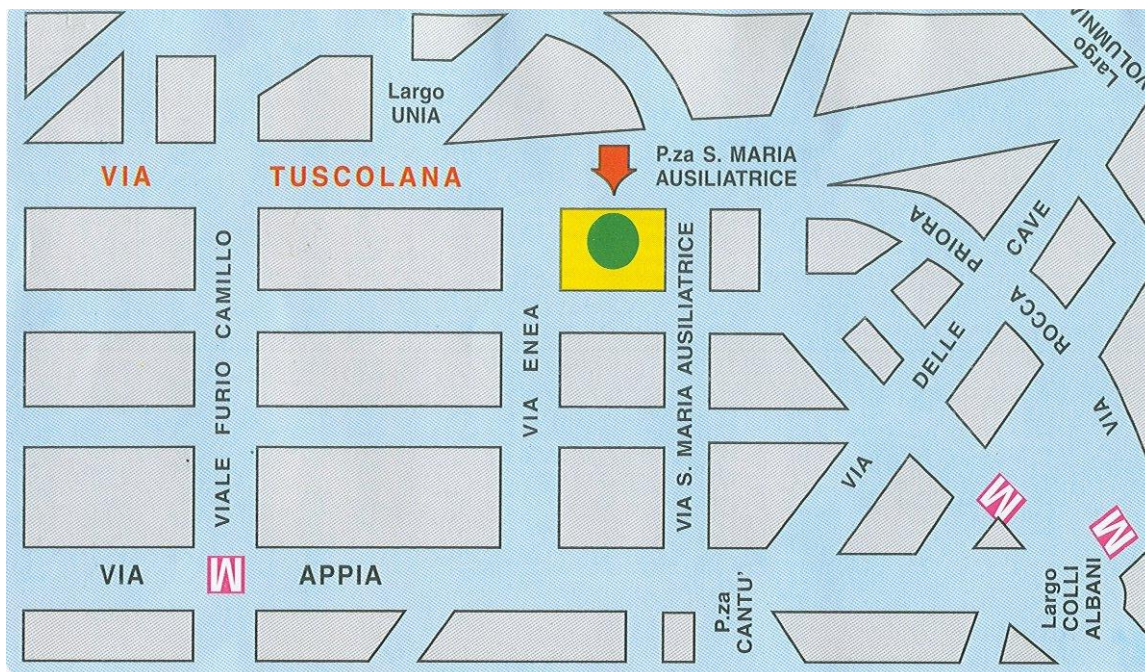 Largo
VOLUMNIA
Largo
UNIA
P.za S. MARIA
AUSILIATRICE
VIA TUSCOLANA
VIALE FURIO CAMILLO
VIA ENEA
VIA S. MARIA AUSILIATRICE
VIA DELLE CAVE
VIA ROCCA PRIORA
M
M
M
VIA APPIA
P.za
CANTU'
Largo
COLLI
ALBANI